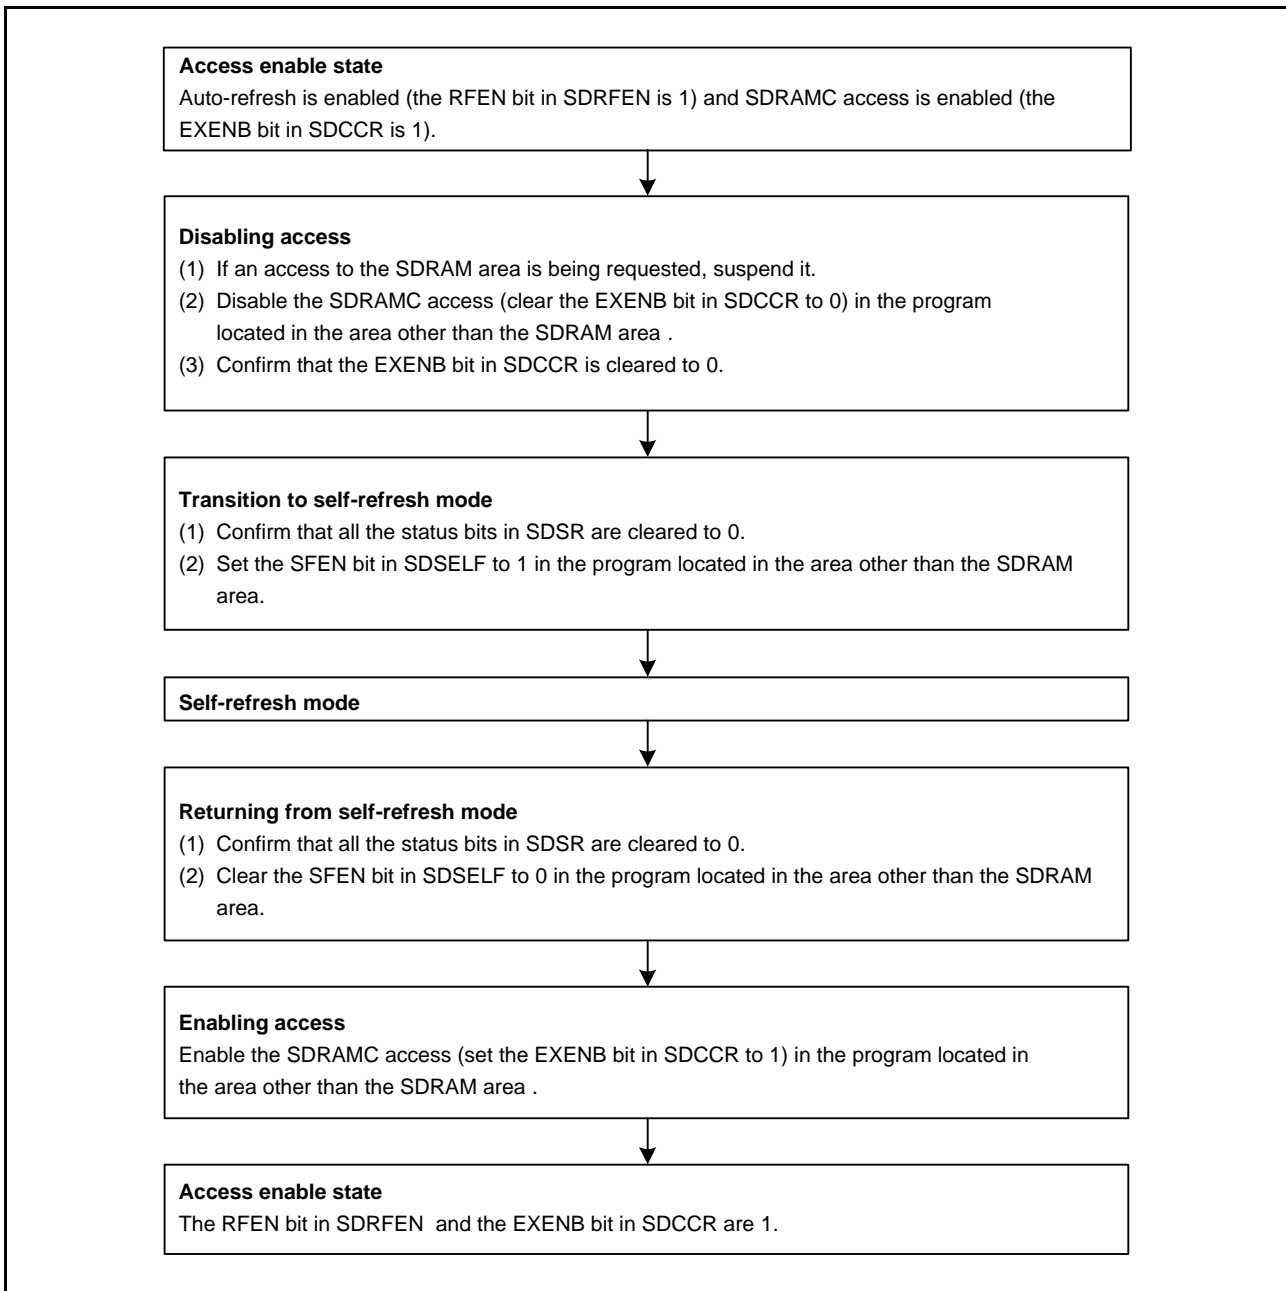 Access enable state
Auto-refresh is enabled (the RFEN bit in SDRFEN is 1) and SDRAMC access is enabled (the
EXENB bit in SDCCR is 1).
Disabling access
(1) If an access to the SDRAM area is being requested, suspend it.
(2) Disable the SDRAMC access (clear the EXENB bit in SDCCR to 0) in the program
located in the area other than the SDRAM area .
(3) Confirm that the EXENB bit in SDCCR is cleared to 0.
Transition to self-refresh mode
(1) Confirm that all the status bits in SDSR are cleared to 0.
(2) Set the SFEN bit in SDSELF to 1 in the program located in the area other than the SDRAM
area.
Self-refresh mode
Returning from self-refresh mode
(1) Confirm that all the status bits in SDSR are cleared to 0.
(2) Clear the SFEN bit in SDSELF to 0 in the program located in the area other than the SDRAM
area.
Enabling access
Enable the SDRAMC access (set the EXENB bit in SDCCR to 1) in the program located in
the area other than the SDRAM area .
Access enable state
The RFEN bit in SDRFEN  and the EXENB bit in SDCCR are 1.